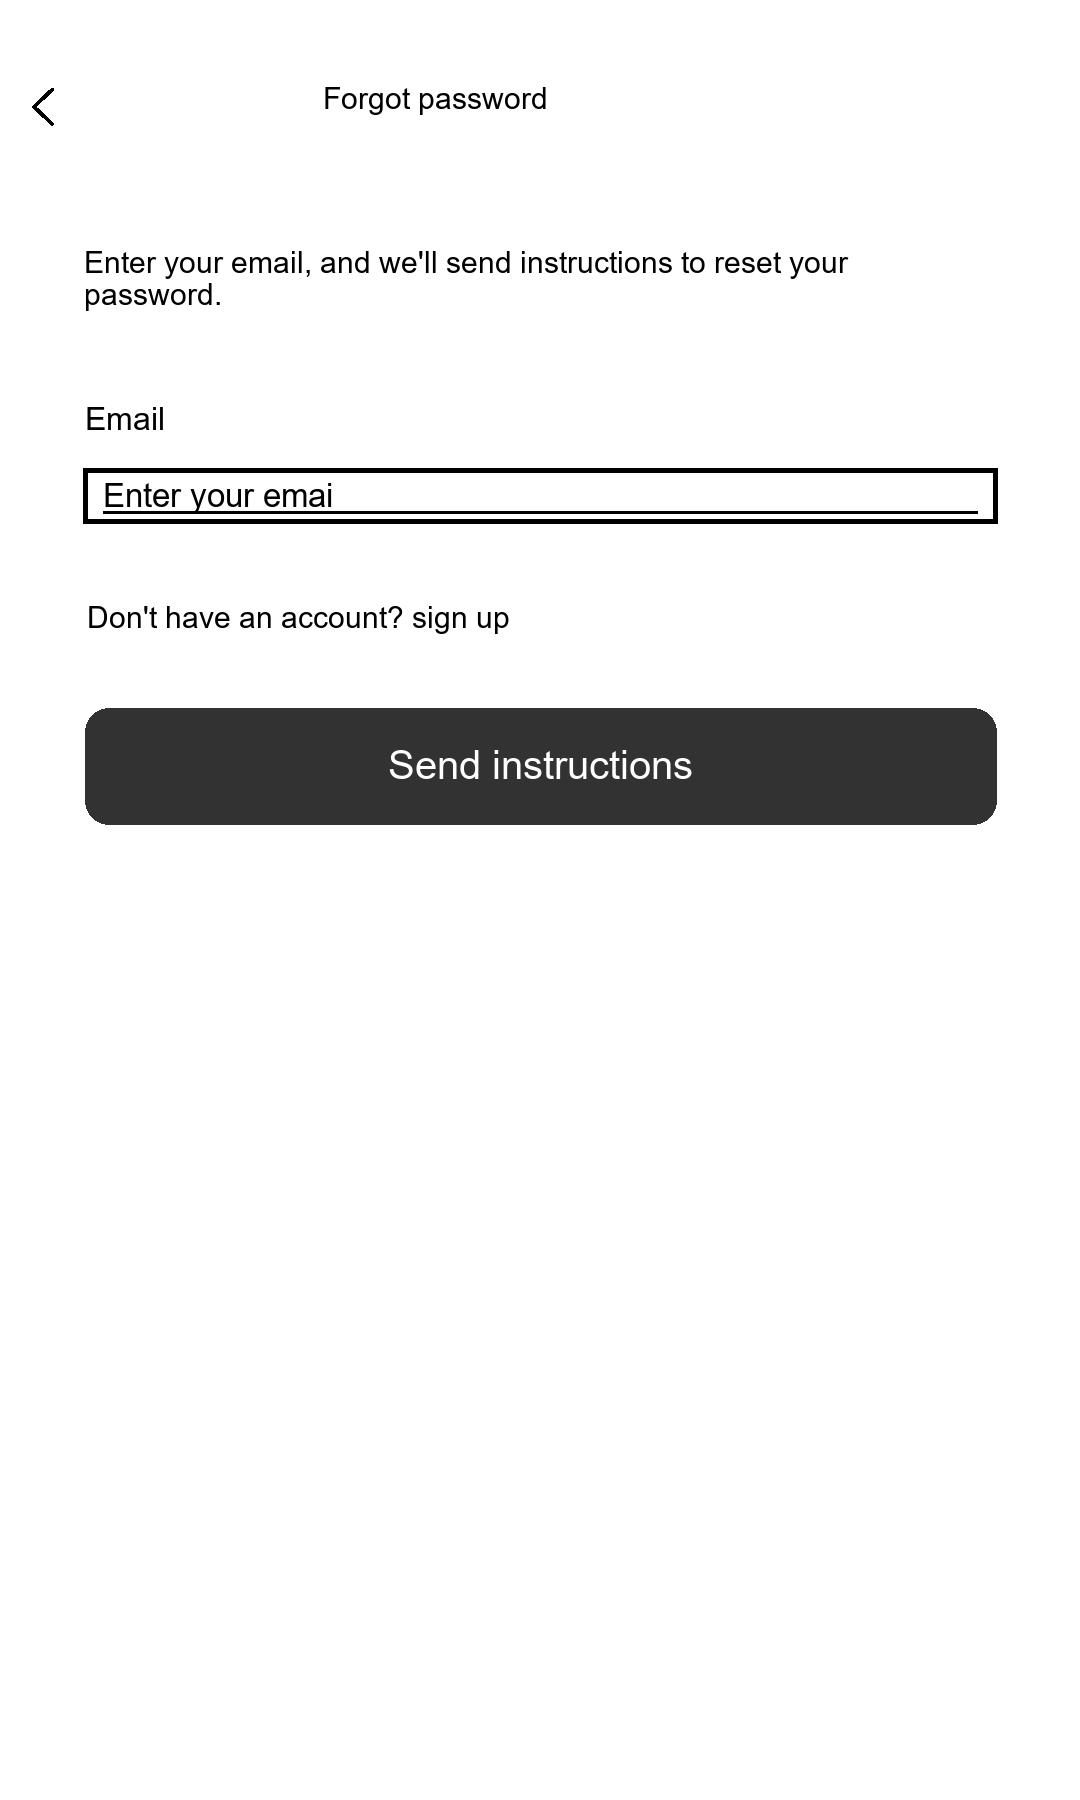 Forgot password
Enter your email, and we'll send instructions to reset your
password.
Email
Enter your emai
Don't have an account? sign up
Send instructions